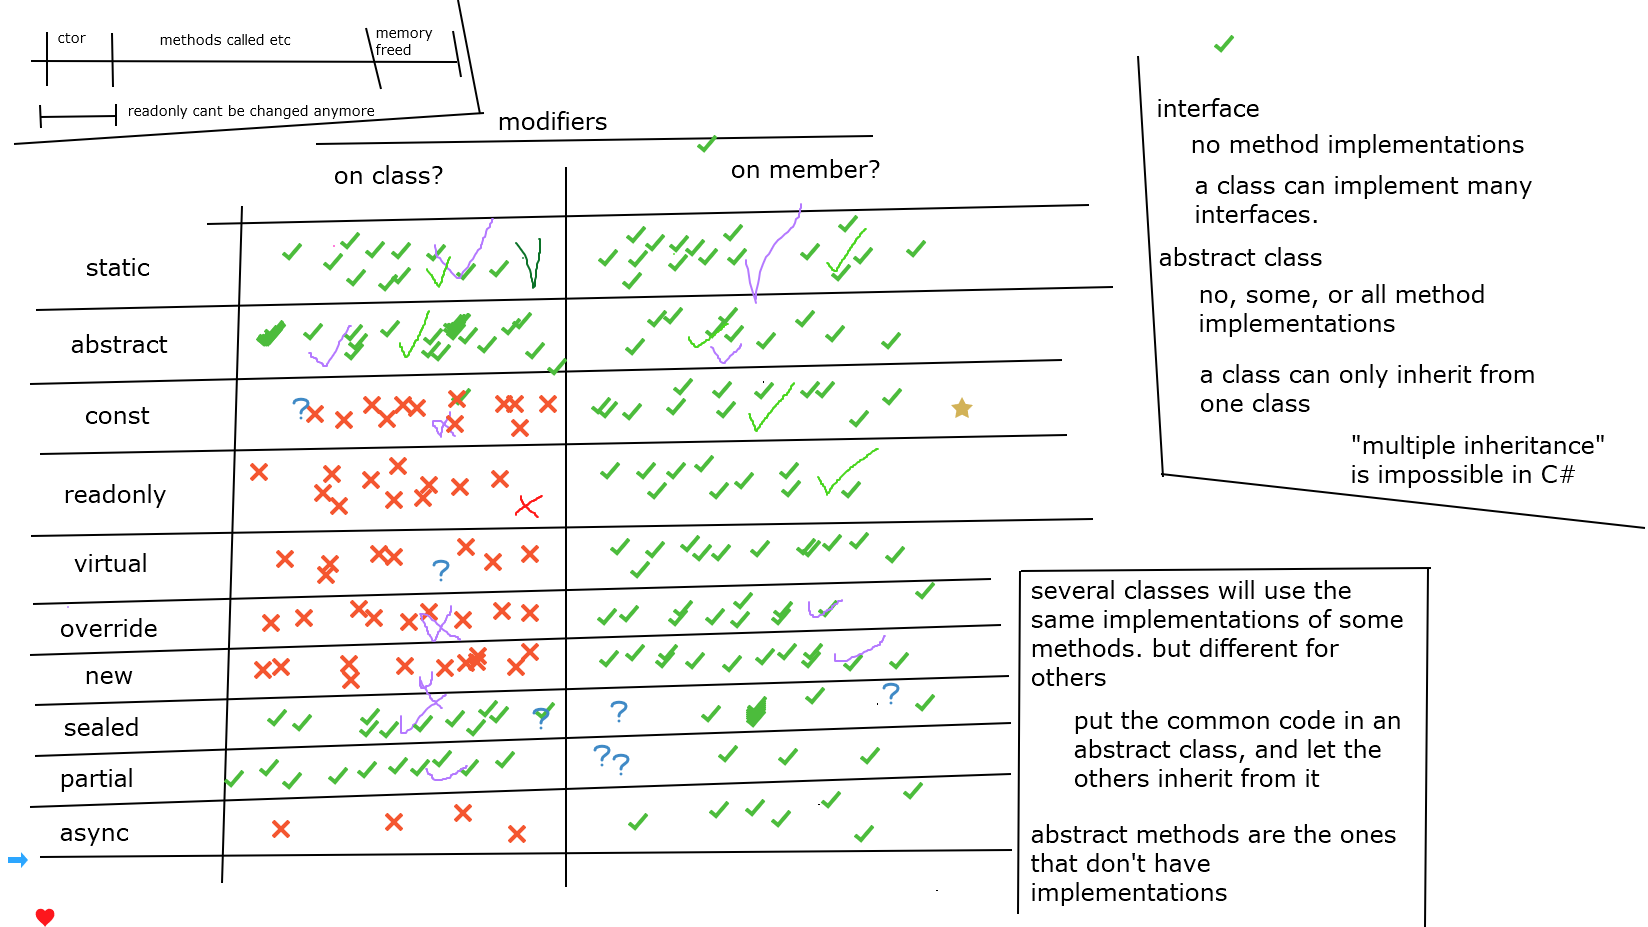 ctor
methods called etc
memory
freed
readonly cant be changed anymore
modifiers
on class?
on member?
static
abstract
const
?
readonly
virtual
?
override
new
sealed
?
?
?
partial
??
async
interface
no method implementations
a class can implement many
interfaces.
abstract class
no, some, or all method
implementations
a class can only inherit from
one class
"multiple inheritance"
is impossible in C#
several classes will use the
same implementations of some
methods. but different for
others
put the common code in an
abstract class, and let the
others inherit from it
abstract methods are the ones
that don't have
implementations